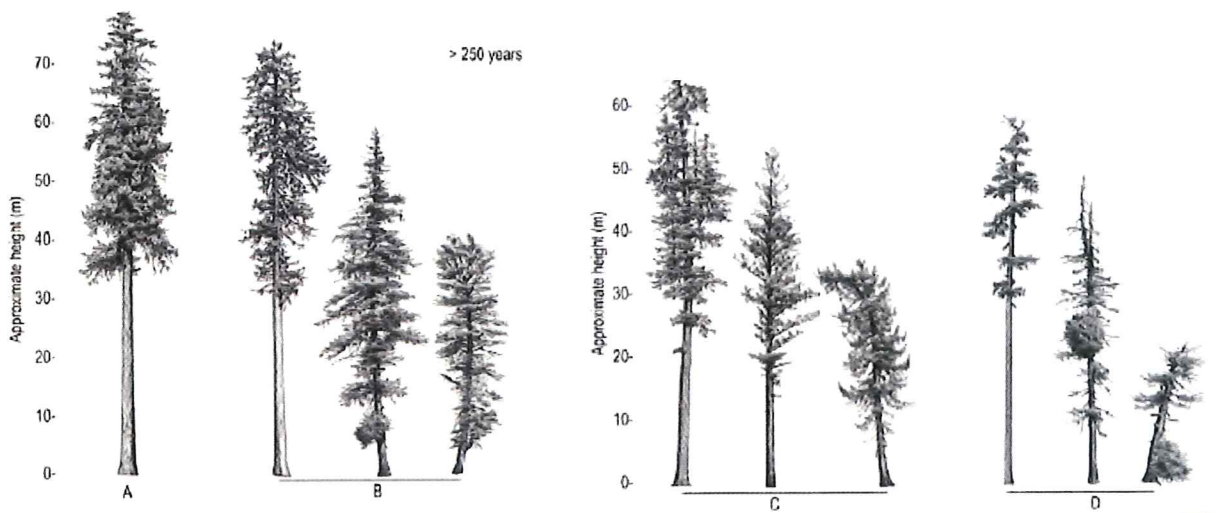 > 250 years
Approximate height (m)
70-
60-
50-
40-
30-
20-
10-
0-
A
B
Approximate height (m)
60-
50-
40-
30-
20-
10-
0-
C
D